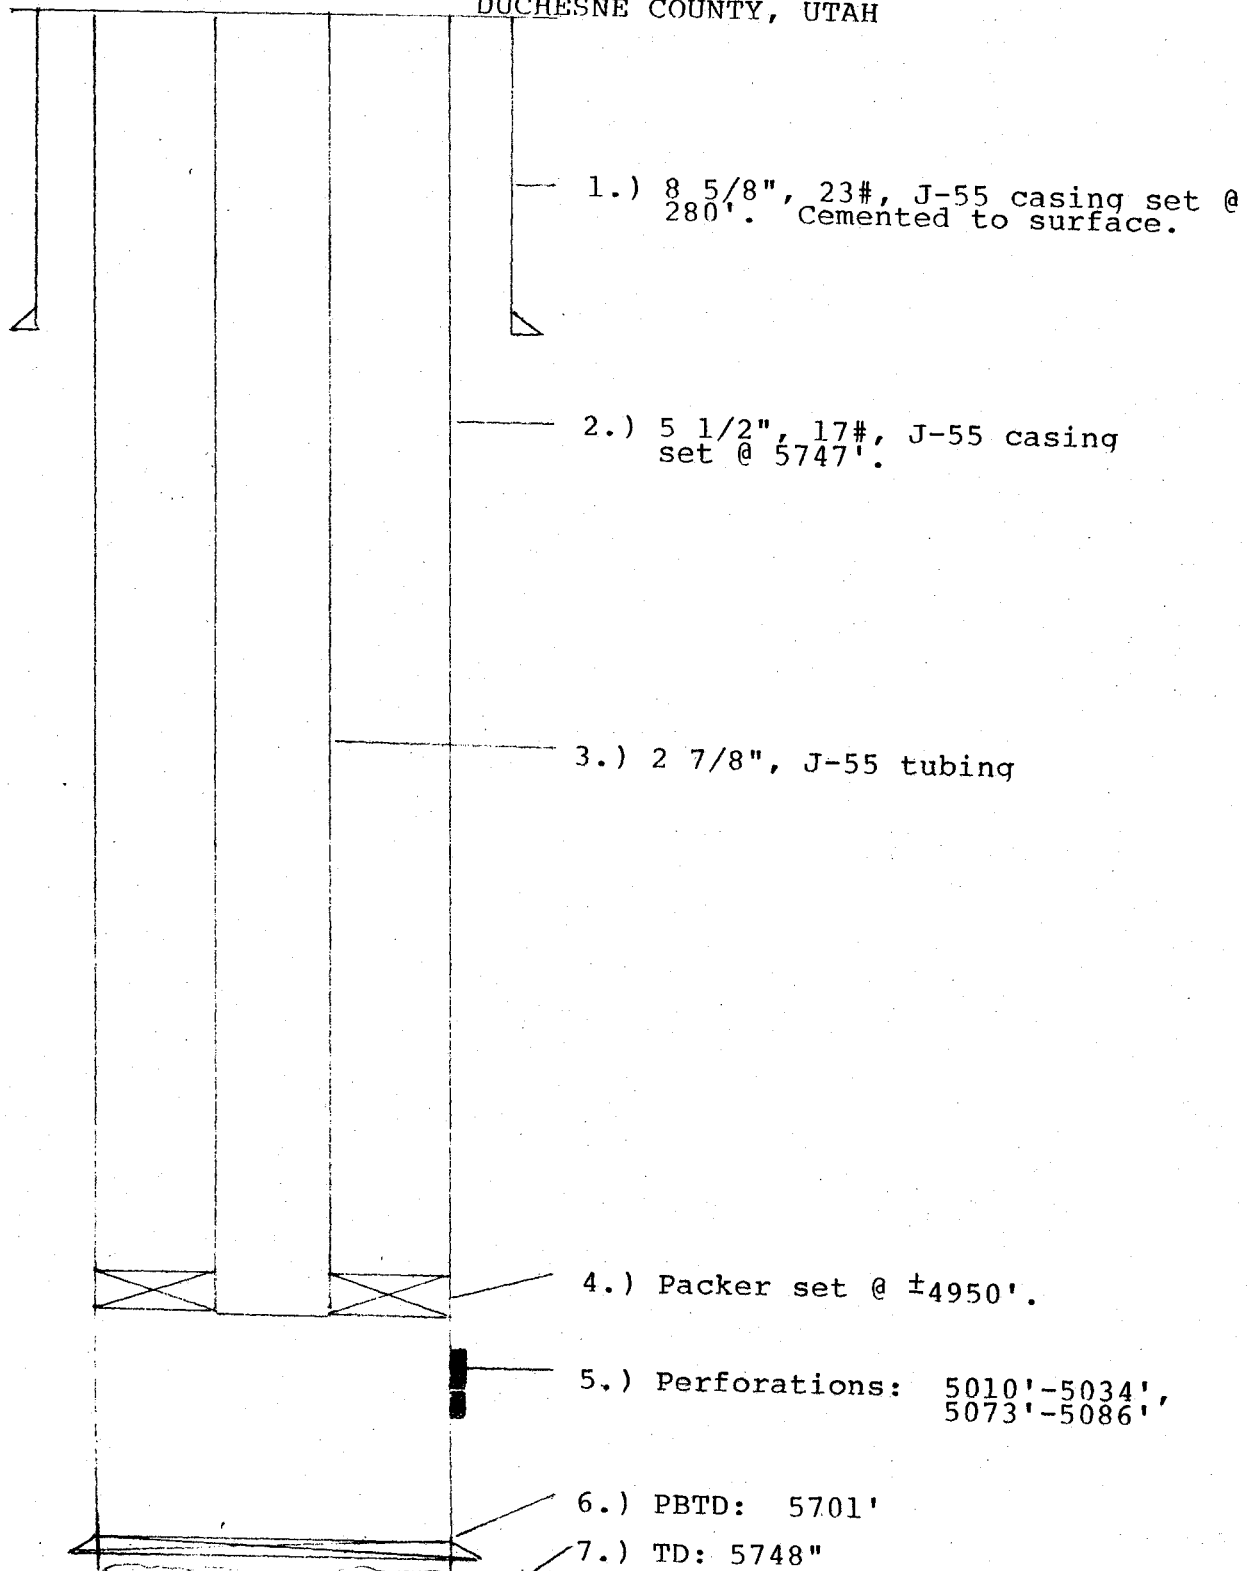 DUCHESNE COUNTY, UTAH
1.) 8 5/8", 23#, J-55 casing set @
280'. Cemented to surface.
2.) 5 1/2", 17#, J-55 casing
set @ 5747'.
3.) 2 7/8", J-55 tubing
4.) Packer set @ ±4950'.
5.) Perforations: 5010'-5034',
5073'-5086'
6.) PBTD: 5701'
7.) TD: 5748"